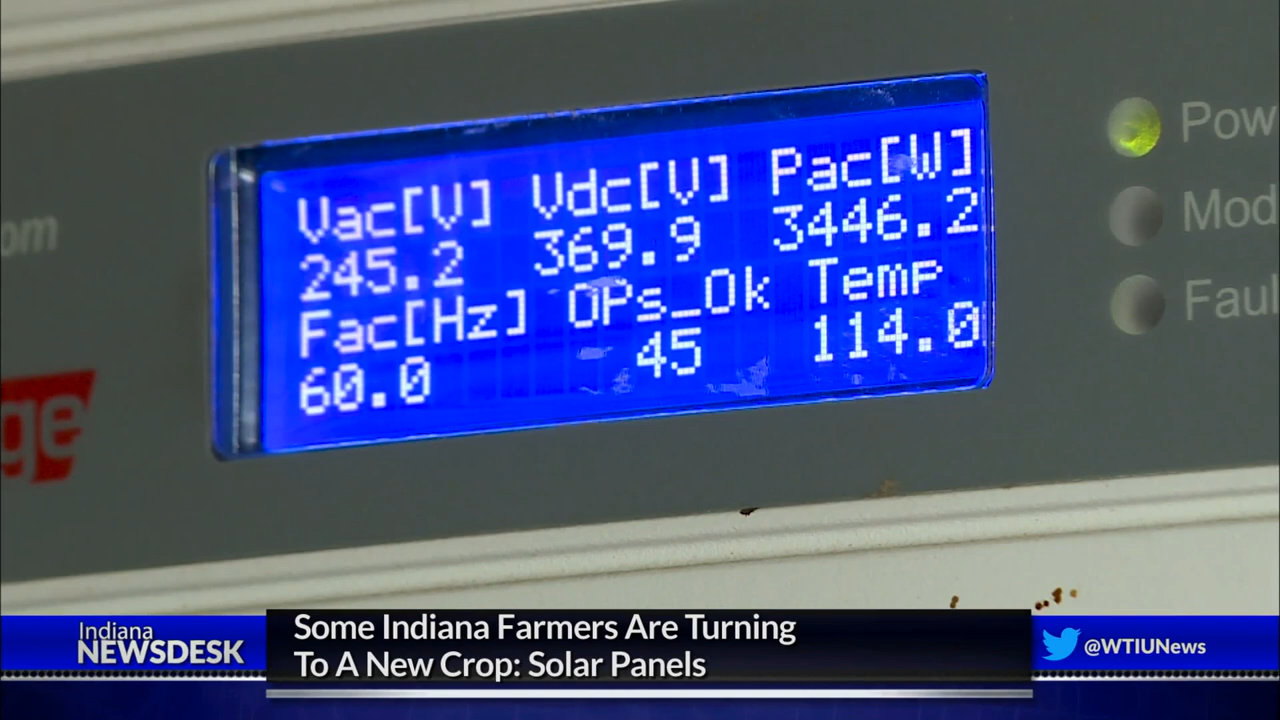 Vac[V] Vdc[V] Pac[W]
245.2 369.9 3446.2
Fac[Hz] OPs_Ok Temp
60.0 45 114.0
om
ge
Pow
Mod
Faul
Indiana
NEWSDESK
Some Indiana Farmers Are Turning
To A New Crop: Solar Panels
@WTIUNews